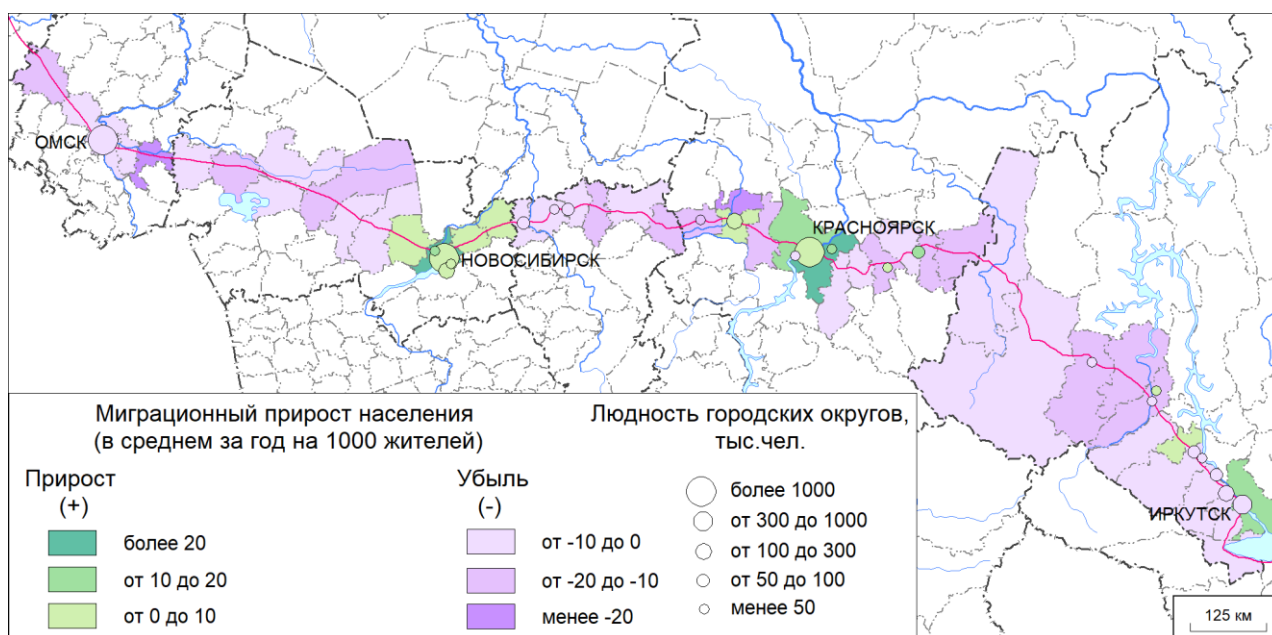 ОМСК
КРАСНОЯРСК
НОВОСИБИРСК
ИРКУТСК
Миграционный прирост населения
(в среднем за год на 1000 жителей)
Прирост
(+)
более 20
от 10 до 20
от 0 до 10
Убыль
(-)
от -10 до 0
от -20 до -10
менее -20
Людность городских округов,
тыс.чел.
более 1000
от 300 до 1000
от 100 до 300
от 50 до 100
менее 50
125 км